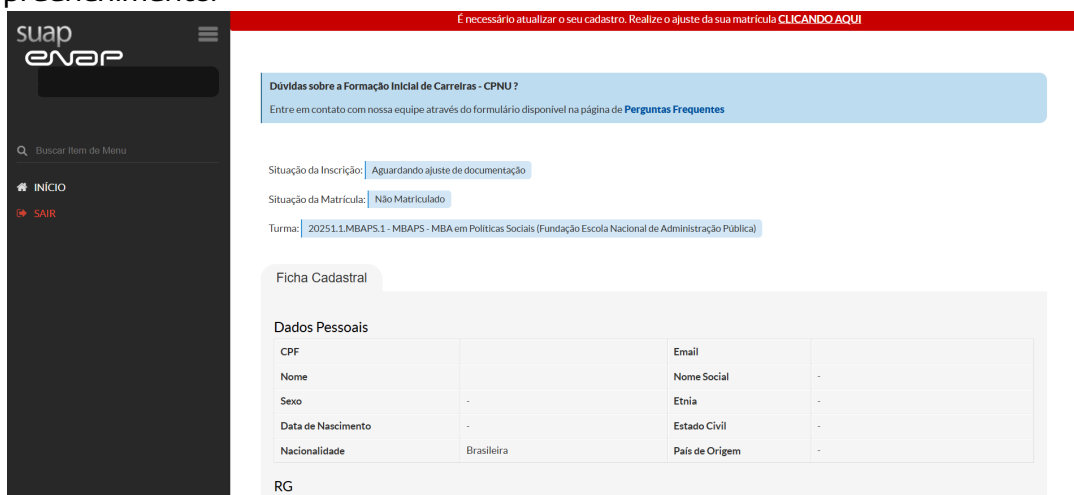 preenchimento.
É necessário atualizar o seu cadastro. Realize o ajuste da sua matrícula CLICANDO AQUI
suap
enap
Dúvidas sobre a Formação Inicial de Carreiras - CPNU ?
Entre em contato com nossa equipe através do formulário disponível na página de Perguntas Frequentes
Buscar Item de Menu
INÍCIO
SAIR
Situação da Inscrição: Aguardando ajuste de documentação
Situação da Matrícula: Não Matriculado
Turma: 20251.1.MBAPS.1 - MBAPS - MBA em Políticas Sociais (Fundação Escola Nacional de Administração Pública)
Ficha Cadastral
Dados Pessoais
CPF Email
Nome Nome Social -
Sexo - Etnia -
Data de Nascimento - Estado Civil -
Nacionalidade Brasileira País de Origem -
RG